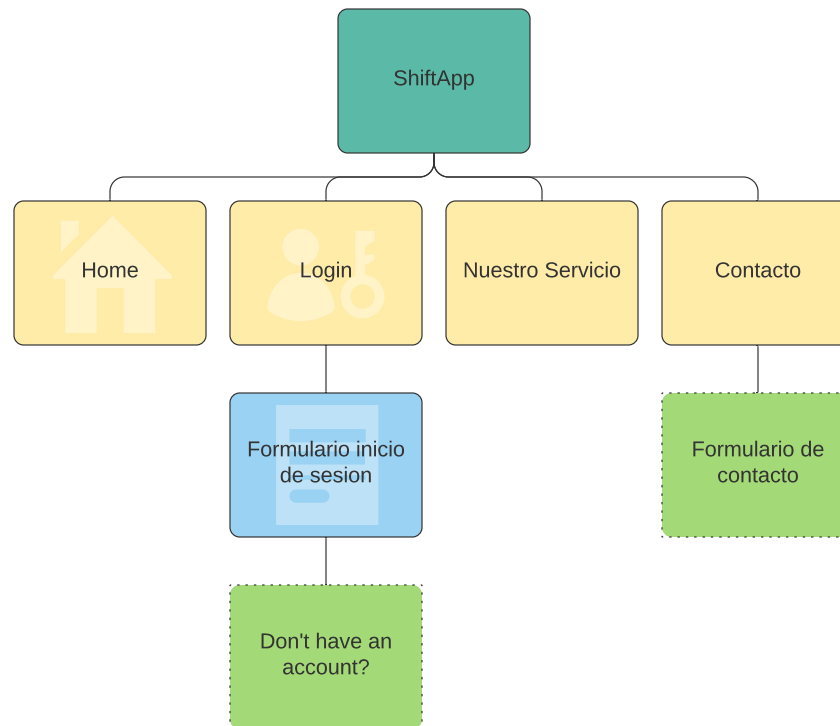 ShiftApp
Home
Login
Nuestro Servicio
Contacto
Formulario inicio
de sesion
Formulario de
contacto
Don't have an
account?